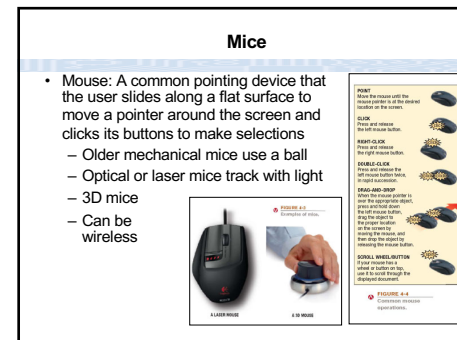 Mice
• Mouse: A common pointing device that
the user slides along a flat surface to
move a pointer around the screen and
clicks its buttons to make selections
– Older mechanical mice use a ball
– Optical or laser mice track with light
– 3D mice
– Can be
wireless
FIGURE 4-5
Examples of mice.
A LASER MOUSE
A 3D MOUSE
POINT
Move the mouse until the
mouse pointer is at the desired
location on the screen.
CLICK
Press and release
the left mouse button.
RIGHT-CLICK
Press and release
the right mouse button.
DOUBLE-CLICK
Press and release the
left mouse button twice,
in rapid succession.
DRAG-AND-DROP
When the mouse pointer is
over the appropriate object,
press and hold down
the left mouse button,
drag the object to
the proper location
on the screen by
moving the mouse, and
then drop the object by
releasing the mouse button.
SCROLL WHEEL/BUTTON
If your mouse has a
wheel or button on top,
use it to scroll through the
displayed document.
FIGURE 4-4
Common mouse
operations.